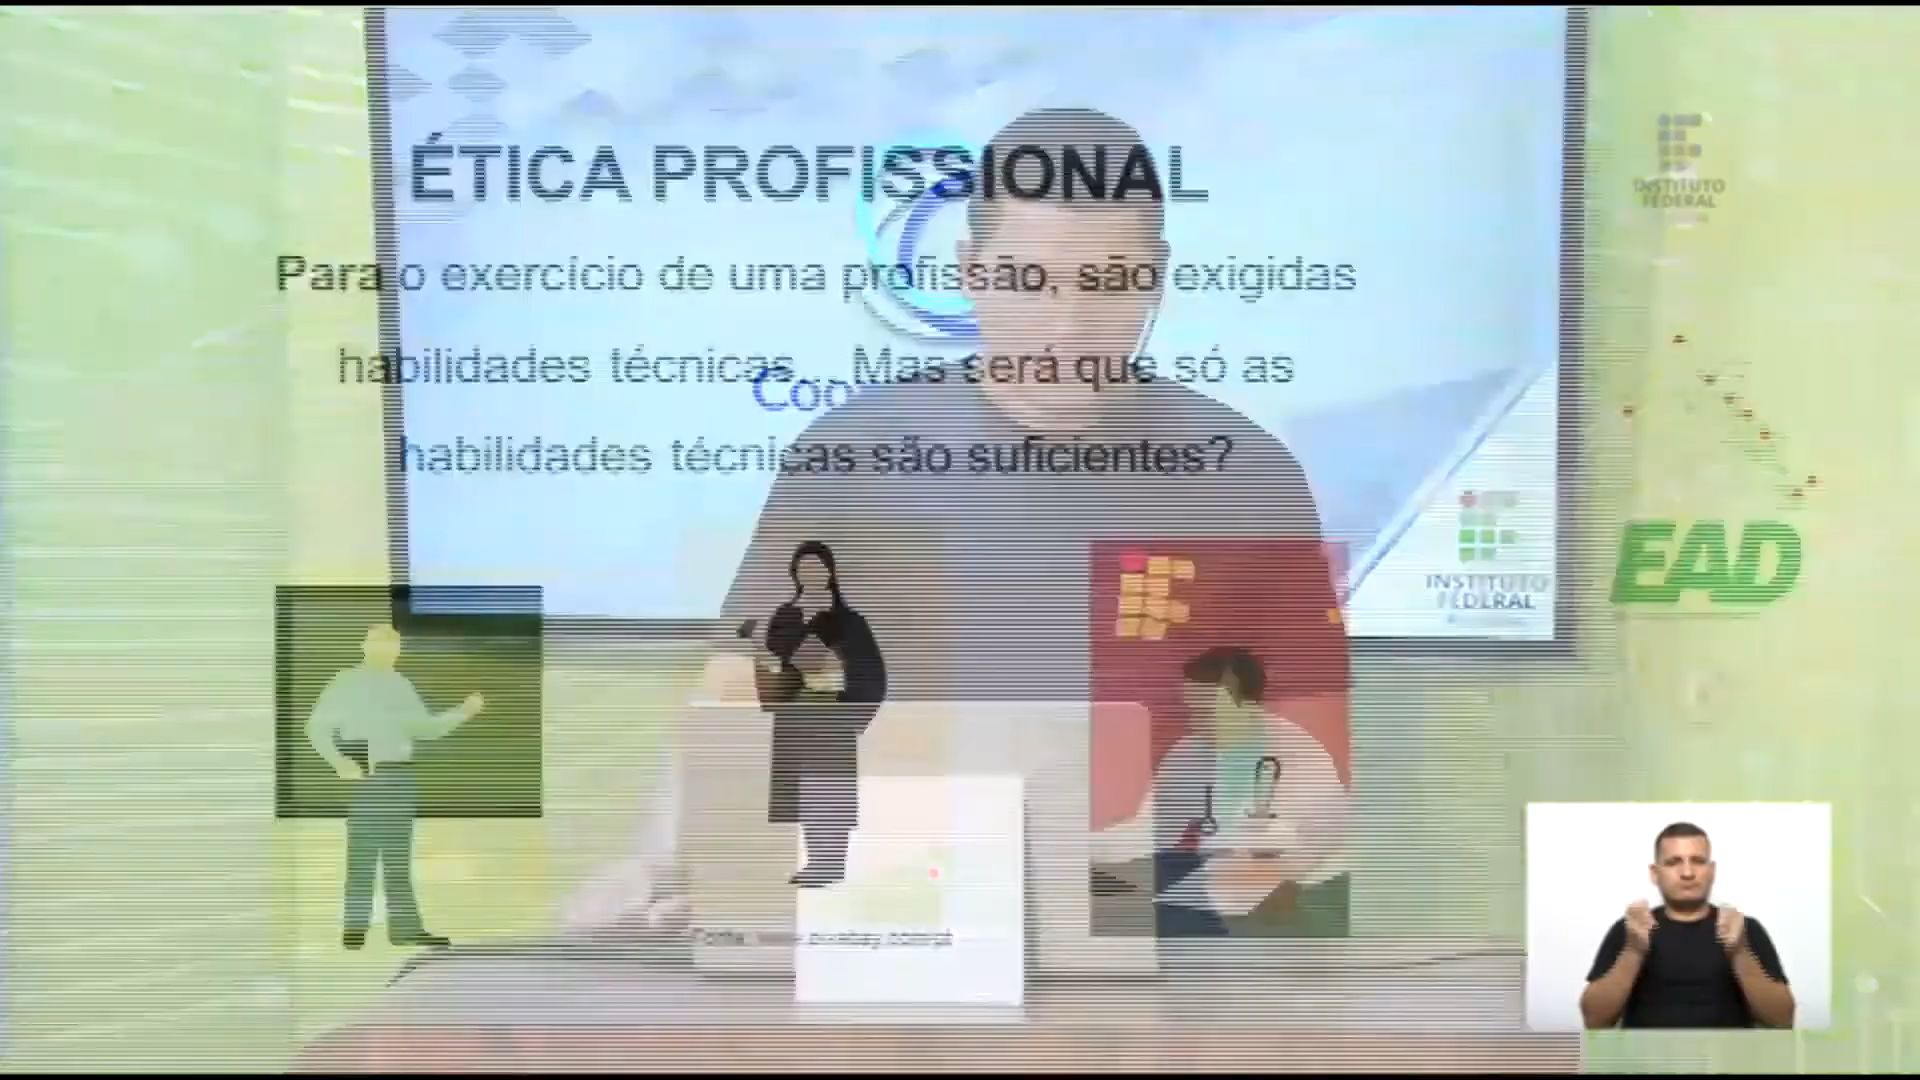 ÉTICA PROFISSIONAL
Para o exercício de uma profissão, são exigidas
habilidades técnicas... Mas será que só as
habilidades técnicas são suficientes?
Coo
INSTITUTO
FEDERAL
EAD
INSTITUTO
FEDERAL